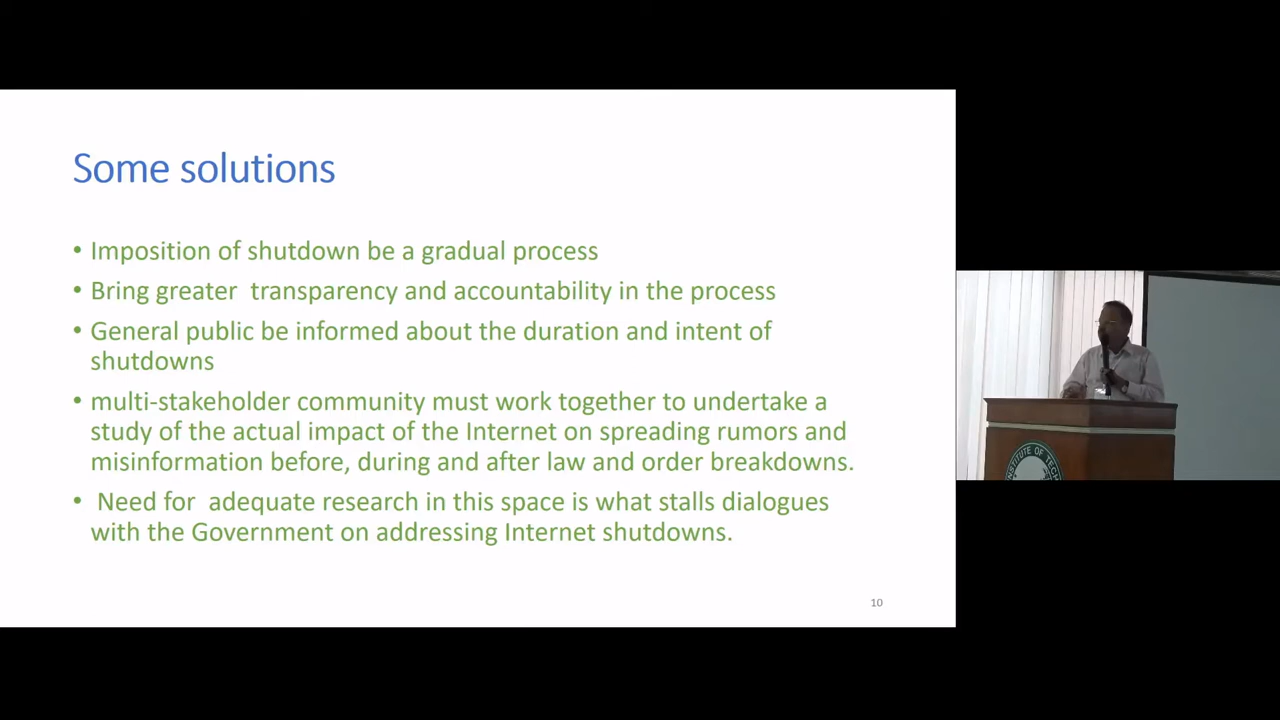 Some solutions
• Imposition of shutdown be a gradual process
• Bring greater  transparency and accountability in the process
• General public be informed about the duration and intent of
shutdowns
• multi-stakeholder community must work together to undertake a
study of the actual impact of the Internet on spreading rumors and
misinformation before, during and after law and order breakdowns.
•  Need for  adequate research in this space is what stalls dialogues
with the Government on addressing Internet shutdowns.
10
OF TECH